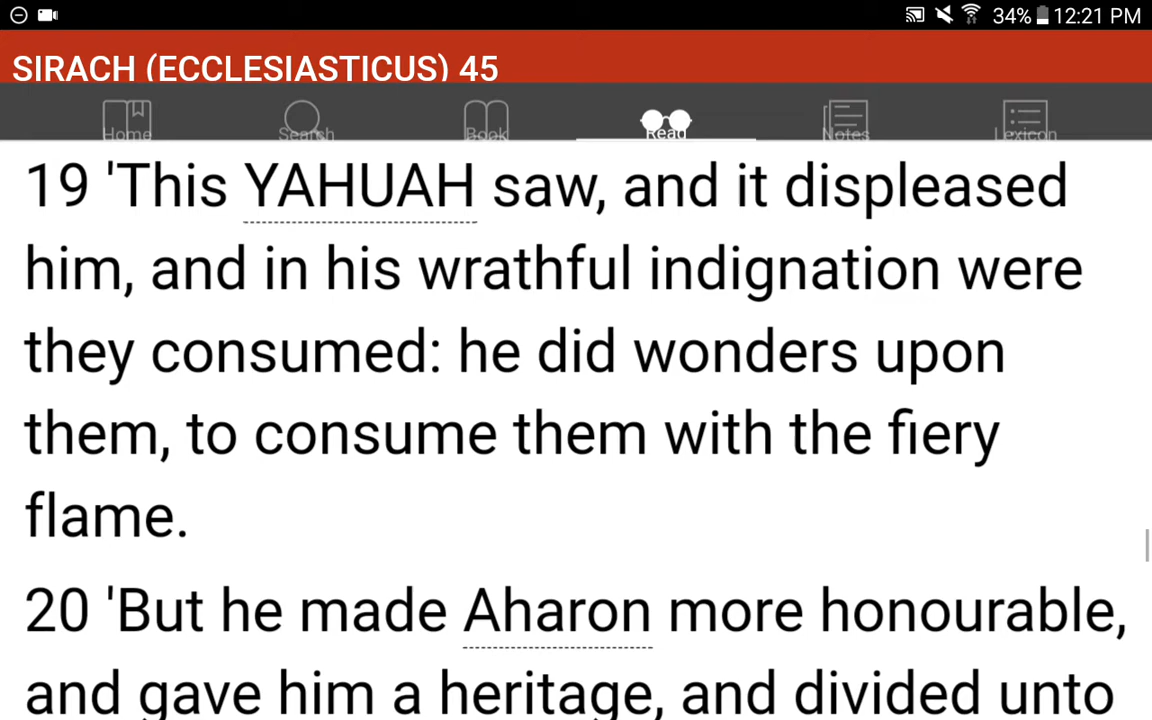 34% 12:21 PM
SIRACH (ECCLESIASTICUS) 45
Home Search Book Read Notes Lexicon
19 'This YAHUAH saw, and it displeased
him, and in his wrathful indignation were
they consumed: he did wonders upon
them, to consume them with the fiery
flame.
20 'But he made Aharon more honourable,
and gave him a heritage, and divided unto